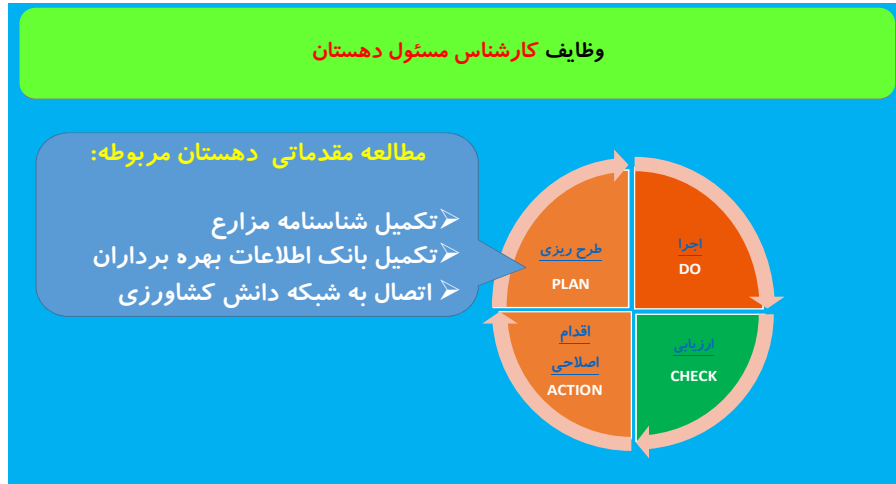 وظایف کارشناس مسئول دهستان
مطالعه مقدماتی دهستان مربوطه:
تکمیل شناسنامه مزارع
تکمیل بانک اطلاعات بهره برداران
اتصال به شبکه دانش کشاورزی
طرح ریزی
PLAN
اجرا
DO
اقدام
اصلاحی
ACTION
ارزیابی
CHECK